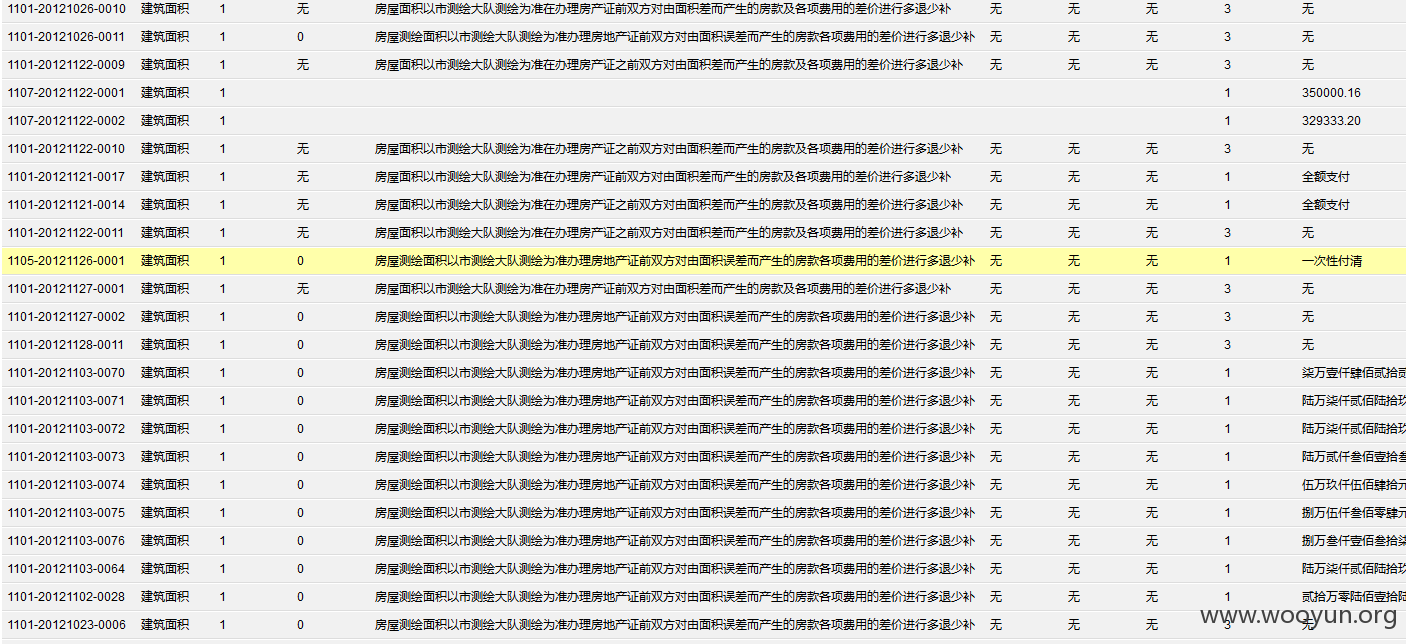 1101-20121026-0010 建筑面积 1 无 房屋面积以市测绘大队测绘为准在办理房产证前双方对由面积差而产生的房款及各项费用的差价进行多退少补 无 无 无 3 无
1101-20121026-0011 建筑面积 1 0 房屋测绘面积以市测绘大队测绘为准办理房地产证前双方对由面积误差而产生的房款各项费用的差价进行多退少补 无 无 无 3 无
1101-20121122-0009 建筑面积 1 无 房屋面积以市测绘大队测绘为准在办理房产证之前双方对由面积差而产生的房款及各项费用的差价进行多退少补 无 无 无 3 无
1107-20121122-0001 建筑面积 1 1 350000.16
1107-20121122-0002 建筑面积 1 1 329333.20
1101-20121122-0010 建筑面积 1 无 房屋面积以市测绘大队测绘为准在办理房产证之前双方对由面积差而产生的房款及各项费用的差价进行多退少补 无 无 无 3 无
1101-20121121-0017 建筑面积 1 无 房屋面积以市测绘大队测绘为准在办理房产证前双方对由面积差而产生的房款及各项费用的差价进行多退少补 无 无 无 1 全额支付
1101-20121121-0014 建筑面积 1 无 房屋面积以市测绘大队测绘为准在办理房产证之前双方对由面积差而产生的房款及各项费用的差价进行多退少补 无 无 无 1 全额支付
1101-20121122-0011 建筑面积 1 无 房屋面积以市测绘大队测绘为准在办理房产证之前双方对由面积差而产生的房款及各项费用的差价进行多退少补 无 无 无 3 无
1105-20121126-0001 建筑面积 1 0 房屋测绘面积以市测绘大队测绘为准办理房地产证前双方对由面积误差而产生的房款各项费用的差价进行多退少补 无 无 无 1 一次性付清
1101-20121127-0001 建筑面积 1 无 房屋面积以市测绘大队测绘为准在办理房产证前双方对由面积差而产生的房款及各项费用的差价进行多退少补 无 无 无 3 无
1101-20121127-0002 建筑面积 1 0 房屋测绘面积以市测绘大队测绘为准办理房地产证前双方对由面积误差而产生的房款各项费用的差价进行多退少补 无 无 无 3 无
1101-20121128-0011 建筑面积 1 0 房屋测绘面积以市测绘大队测绘为准办理房地产证前双方对由面积误差而产生的房款各项费用的差价进行多退少补 无 无 无 3 无
1101-20121103-0070 建筑面积 1 0 房屋测绘面积以市测绘大队测绘为准办理房地产证前双方对由面积误差而产生的房款各项费用的差价进行多退少补 无 无 无 1 柒万壹仟肆佰贰拾
1101-20121103-0071 建筑面积 1 0 房屋测绘面积以市测绘大队测绘为准办理房地产证前双方对由面积误差而产生的房款各项费用的差价进行多退少补 无 无 无 1 陆万柒仟贰佰陆拾玖
1101-20121103-0072 建筑面积 1 0 房屋测绘面积以市测绘大队测绘为准办理房地产证前双方对由面积误差而产生的房款各项费用的差价进行多退少补 无 无 无 1 陆万柒仟贰佰陆拾玖
1101-20121103-0073 建筑面积 1 0 房屋测绘面积以市测绘大队测绘为准办理房地产证前双方对由面积误差而产生的房款各项费用的差价进行多退少补 无 无 无 1 陆万贰仟叁佰壹拾叁
1101-20121103-0074 建筑面积 1 0 房屋测绘面积以市测绘大队测绘为准办理房地产证前双方对由面积误差而产生的房款各项费用的差价进行多退少补 无 无 无 1 伍万玖仟伍佰肆拾元
1101-20121103-0075 建筑面积 1 0 房屋测绘面积以市测绘大队测绘为准办理房地产证前双方对由面积误差而产生的房款各项费用的差价进行多退少补 无 无 无 1 捌万伍仟叁佰零肆元
1101-20121103-0076 建筑面积 1 0 房屋测绘面积以市测绘大队测绘为准办理房地产证前双方对由面积误差而产生的房款各项费用的差价进行多退少补 无 无 无 1 捌万叁仟壹佰叁拾柒
1101-20121103-0064 建筑面积 1 0 房屋测绘面积以市测绘大队测绘为准办理房地产证前双方对由面积误差而产生的房款各项费用的差价进行多退少补 无 无 无 1 陆万柒仟贰佰陆拾玖
1101-20121102-0028 建筑面积 1 0 房屋测绘面积以市测绘大队测绘为准办理房地产证前双方对由面积误差而产生的房款各项费用的差价进行多退少补 无 无 无 1 贰拾万零陆佰壹拾陆
1101-20121023-0006 建筑面积 1 0 房屋测绘面积以市测绘大队测绘为准办理房地产证前双方对由面积误差而产生的房款各项费用的差价进行多退少补 无 无 无 3 无
www.wooyun.org